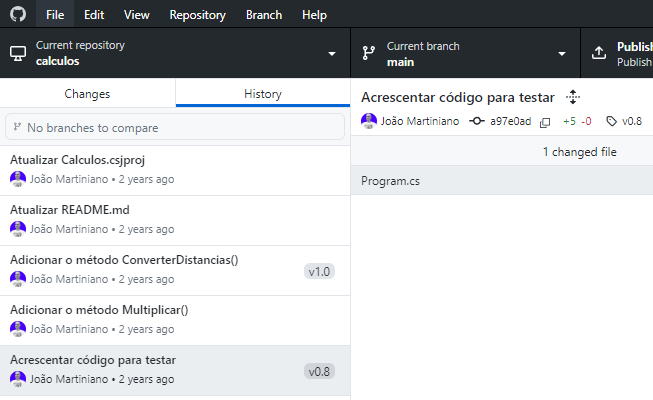 File Edit View Repository Branch Help
Current repository
calculos
Current branch
main
Publish
Publish
Changes History
No branches to compare
Atualizar Calculos.csjproj
João Martiniano • 2 years ago
Atualizar README.md
João Martiniano • 2 years ago
Adicionar o método ConverterDistancias()
João Martiniano • 2 years ago
v1.0
Adicionar o método Multiplicar()
João Martiniano • 2 years ago
Acrescentar código para testar
João Martiniano • 2 years ago
v0.8
Acrescentar código para testar
João Martiniano a97e0ad +5 -0 v0.8
1 changed file
Program.cs